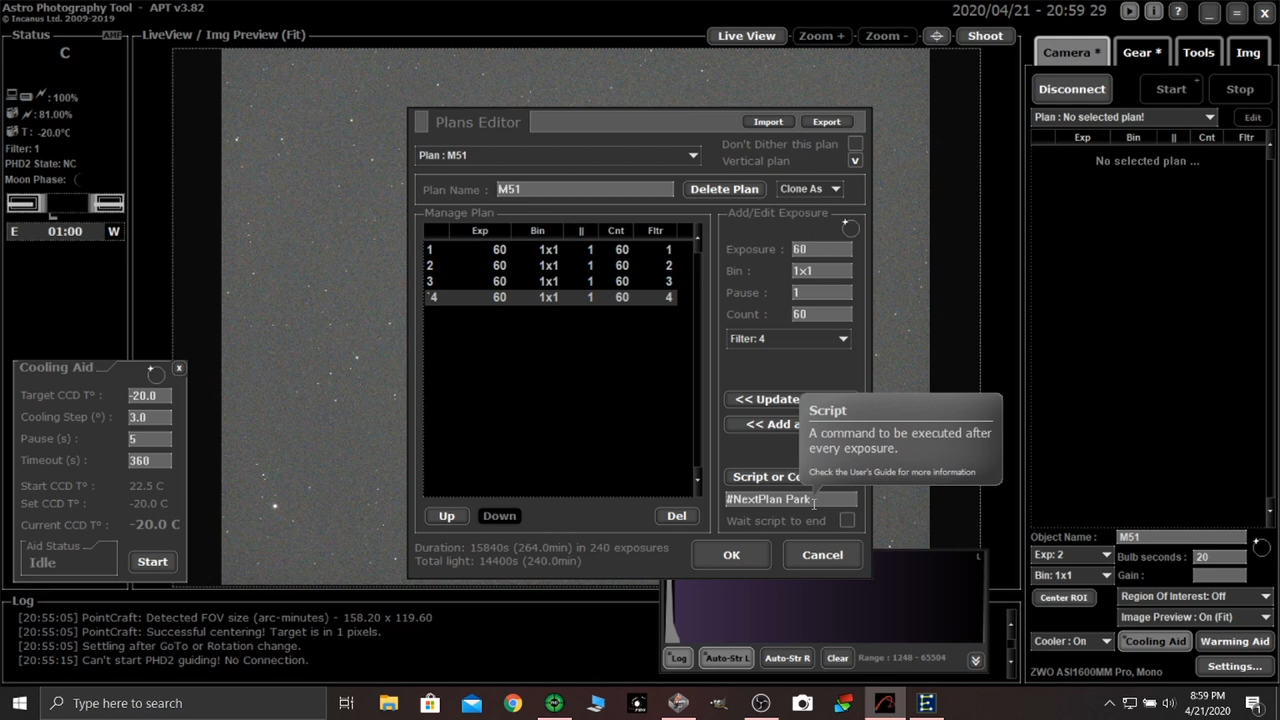 Astro Photography Tool - APT v3.82
© Incanus Ltd. 2009-2019
2020/04/21 - 20:59 29
i
?
_
=
X
Status
AMF
C
: 100%
: 81.00%
T : -20.0°C
Filter: 1
PHD2 State: NC
Moon Phase:
E 01:00 W
LiveView / Img Preview (Fit)
Live View
Zoom +
Zoom -
Shoot
Plans Editor
Import
Export
Plan : M51
Don't Dither this plan
Vertical plan
v
Plan Name :
M51
Delete Plan
Clone As
Manage Plan
Exp Bin || Cnt Fltr
1 60 1x1 1 60 1
2 60 1x1 1 60 2
3 60 1x1 1 60 3
*4 60 1x1 1 60 4
Up
Down
Del
Duration: 15840s (264.0min) in 240 exposures
Total light: 14400s (240.0min)
Add/Edit Exposure
Exposure : 60
Bin : 1x1
Pause : 1
Count : 60
Filter: 4
<< Update
<< Add a
Script or Co
#NextPlan Park
Wait script to end
OK
Cancel
Script
A command to be executed after
every exposure.
Check the User's Guide for more information
Cooling Aid
x
Target CCD T° : -20.0
Cooling Step (°) : 3.0
Pause (s) : 5
Timeout (s) : 360
Start CCD T° : 22.5 C
Set CCD T° : -20.0 C
Current CCD T° : -20.0 C
Aid Status
Idle
Start
Log
[20:55:05] PointCraft: Detected FOV size (arc-minutes) - 158.20 x 119.60
[20:55:05] PointCraft: Successful centering! Target is in 1 pixels.
[20:55:05] Settling after GoTo or Rotation change.
[20:55:15] Can't start PHD2 guiding! No Connection.
L
Log
Auto-Str L
Auto-Str R
Clear
Range : 1248 - 65504
Camera *
Gear *
Tools
Img
Disconnect
Start
Stop
Plan : No selected plan!
Edit
Exp Bin || Cnt Fltr
No selected plan ...
Object Name : M51
Exp: 2
Bulb seconds : 20
Bin: 1x1
Gain :
Center ROI
Region Of Interest: Off
Image Preview : On (Fit)
Cooler : On
Cooling Aid
Warming Aid
ZWO ASI1600MM Pro, Mono
Settings...
Type here to search
8:59 PM
4/21/2020